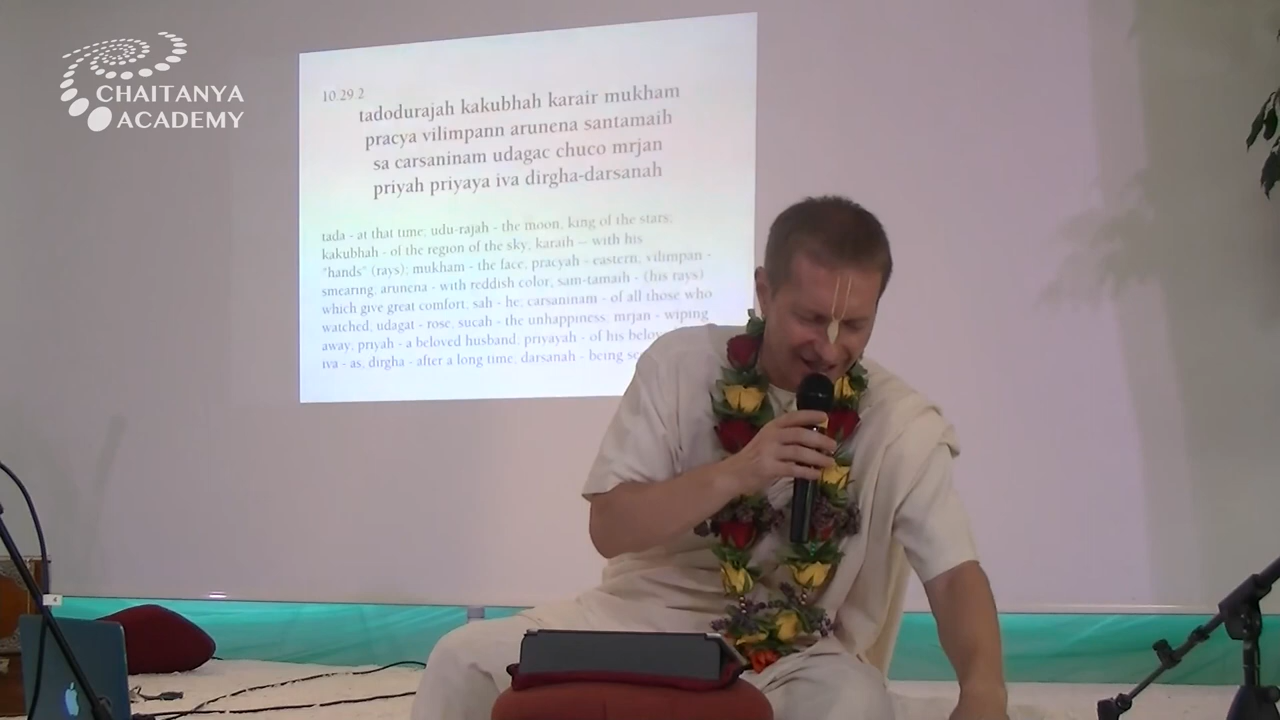 CHAITANYA
ACADEMY
10.29.2
tadodurajah kakubhah karair mukham
pracya vilimpann arunena santamaih
sa carsaninam udagac chuco mrjan
priyah priyaya iva dirgha-darsanah
tada - at that time; udu-rajah - the moon, king of the stars;
kakubhah - of the region of the sky, karaih -- with his
"hands" (rays); mukham - the face, pracyah - eastern; vilimpan -
smearing, arunena - with reddish color, sam-tamaih - (his rays)
which give great comfort, sah - he; carsaninam - of all those who
watched, udagat - rose, sucah - the unhappiness, mrjan - wiping
away, priyah - a beloved husband, priyayah - of his
iva - as, dirgha - after a long time, darsanah - being